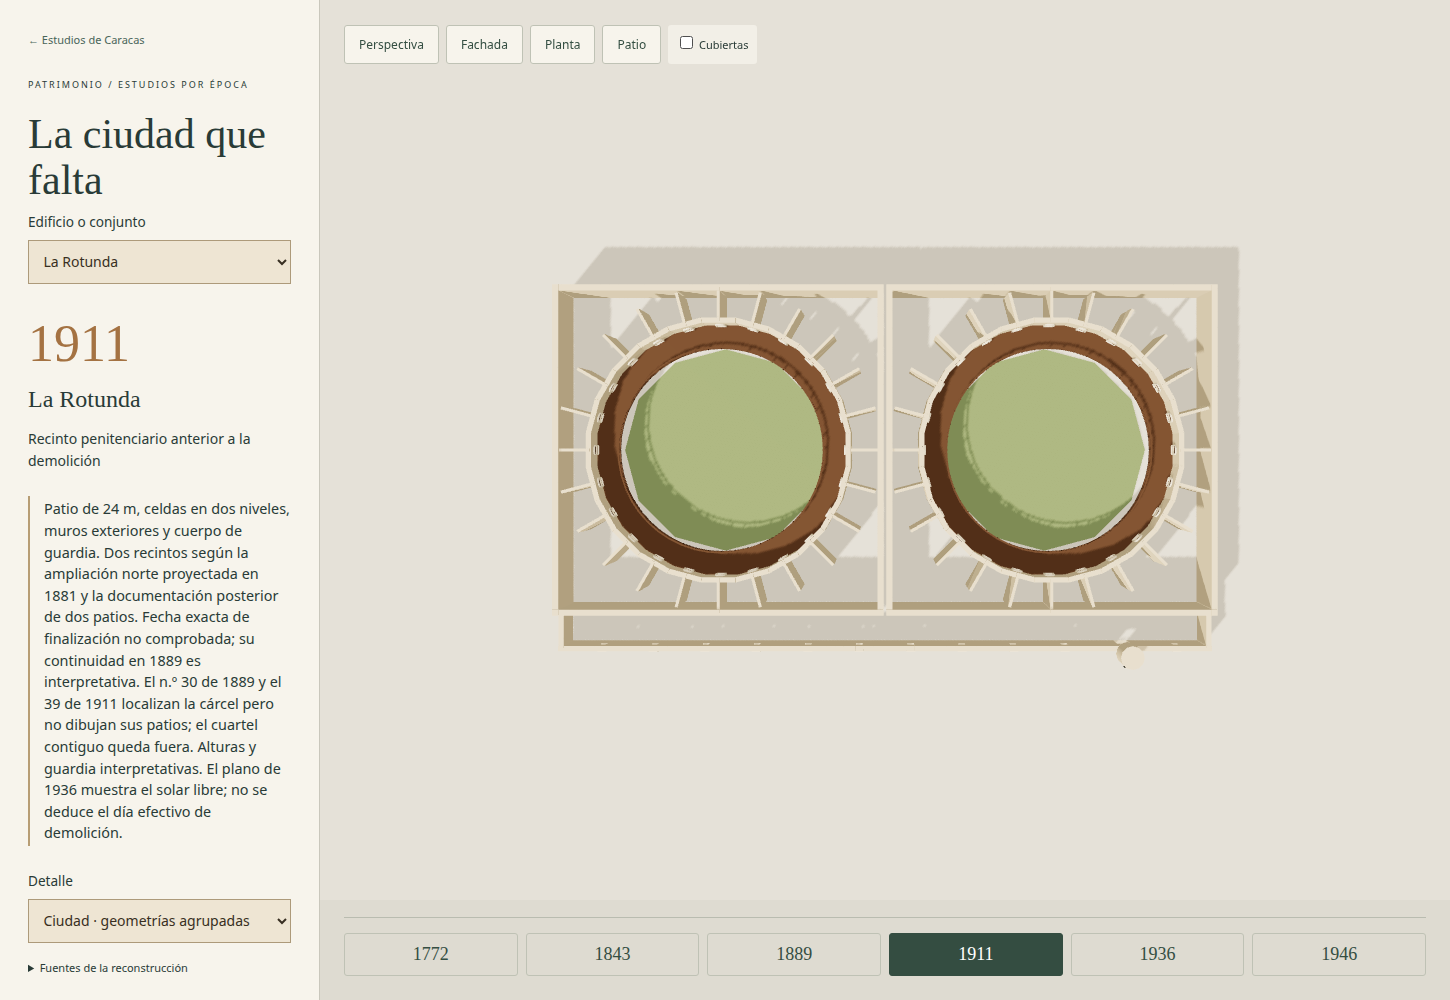 ← Estudios de Caracas
PATRIMONIO / ESTUDIOS POR ÉPOCA
La ciudad que
falta
Edificio o conjunto
La Rotunda
1911
La Rotunda
Recinto penitenciario anterior a la
demolición
Patio de 24 m, celdas en dos niveles,
muros exteriores y cuerpo de
guardia. Dos recintos según la
ampliación norte proyectada en
1881 y la documentación posterior
de dos patios. Fecha exacta de
finalización no comprobada; su
continuidad en 1889 es
interpretativa. El n.º 30 de 1889 y el
39 de 1911 localizan la cárcel pero
no dibujan sus patios; el cuartel
contiguo queda fuera. Alturas y
guardia interpretativas. El plano de
1936 muestra el solar libre; no se
deduce el día efectivo de
demolición.
Detalle
Ciudad · geometrías agrupadas
Fuentes de la reconstrucción
Perspectiva
Fachada
Planta
Patio
Cubiertas
1772
1843
1889
1911
1936
1946